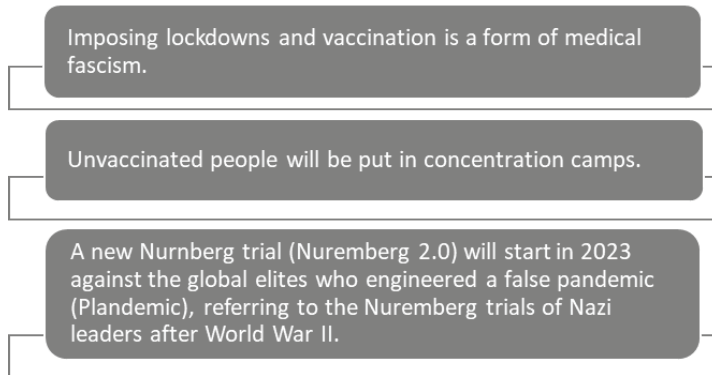 Imposing lockdowns and vaccination is a form of medical
fascism.
Unvaccinated people will be put in concentration camps.
A new Nurnberg trial (Nuremberg 2.0) will start in 2023
against the global elites who engineered a false pandemic
(Plandemic), referring to the Nuremberg trials of Nazi
leaders after World War II.